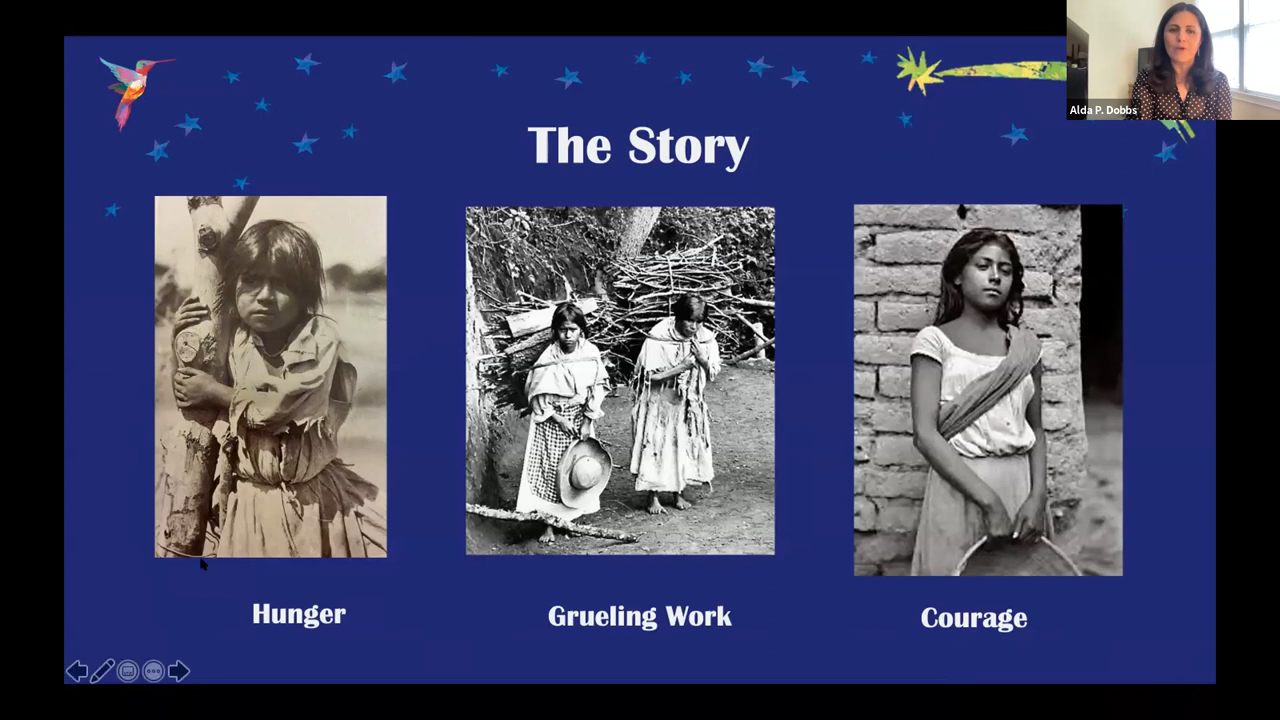 Alda P. Dobbs
The Story
Hunger
Grueling Work
Courage